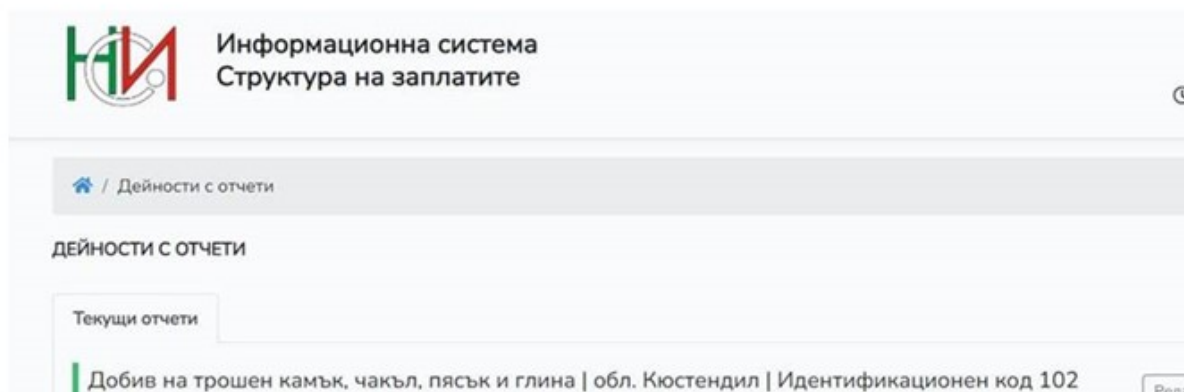 НСИ
Информационна система
Структура на заплатите
/ Дейности с отчети
ДЕЙНОСТИ С ОТЧЕТИ
Текущи отчети
Добив на трошен камък, чакъл, пясък и глина | обл. Кюстендил | Идентификационен код 102